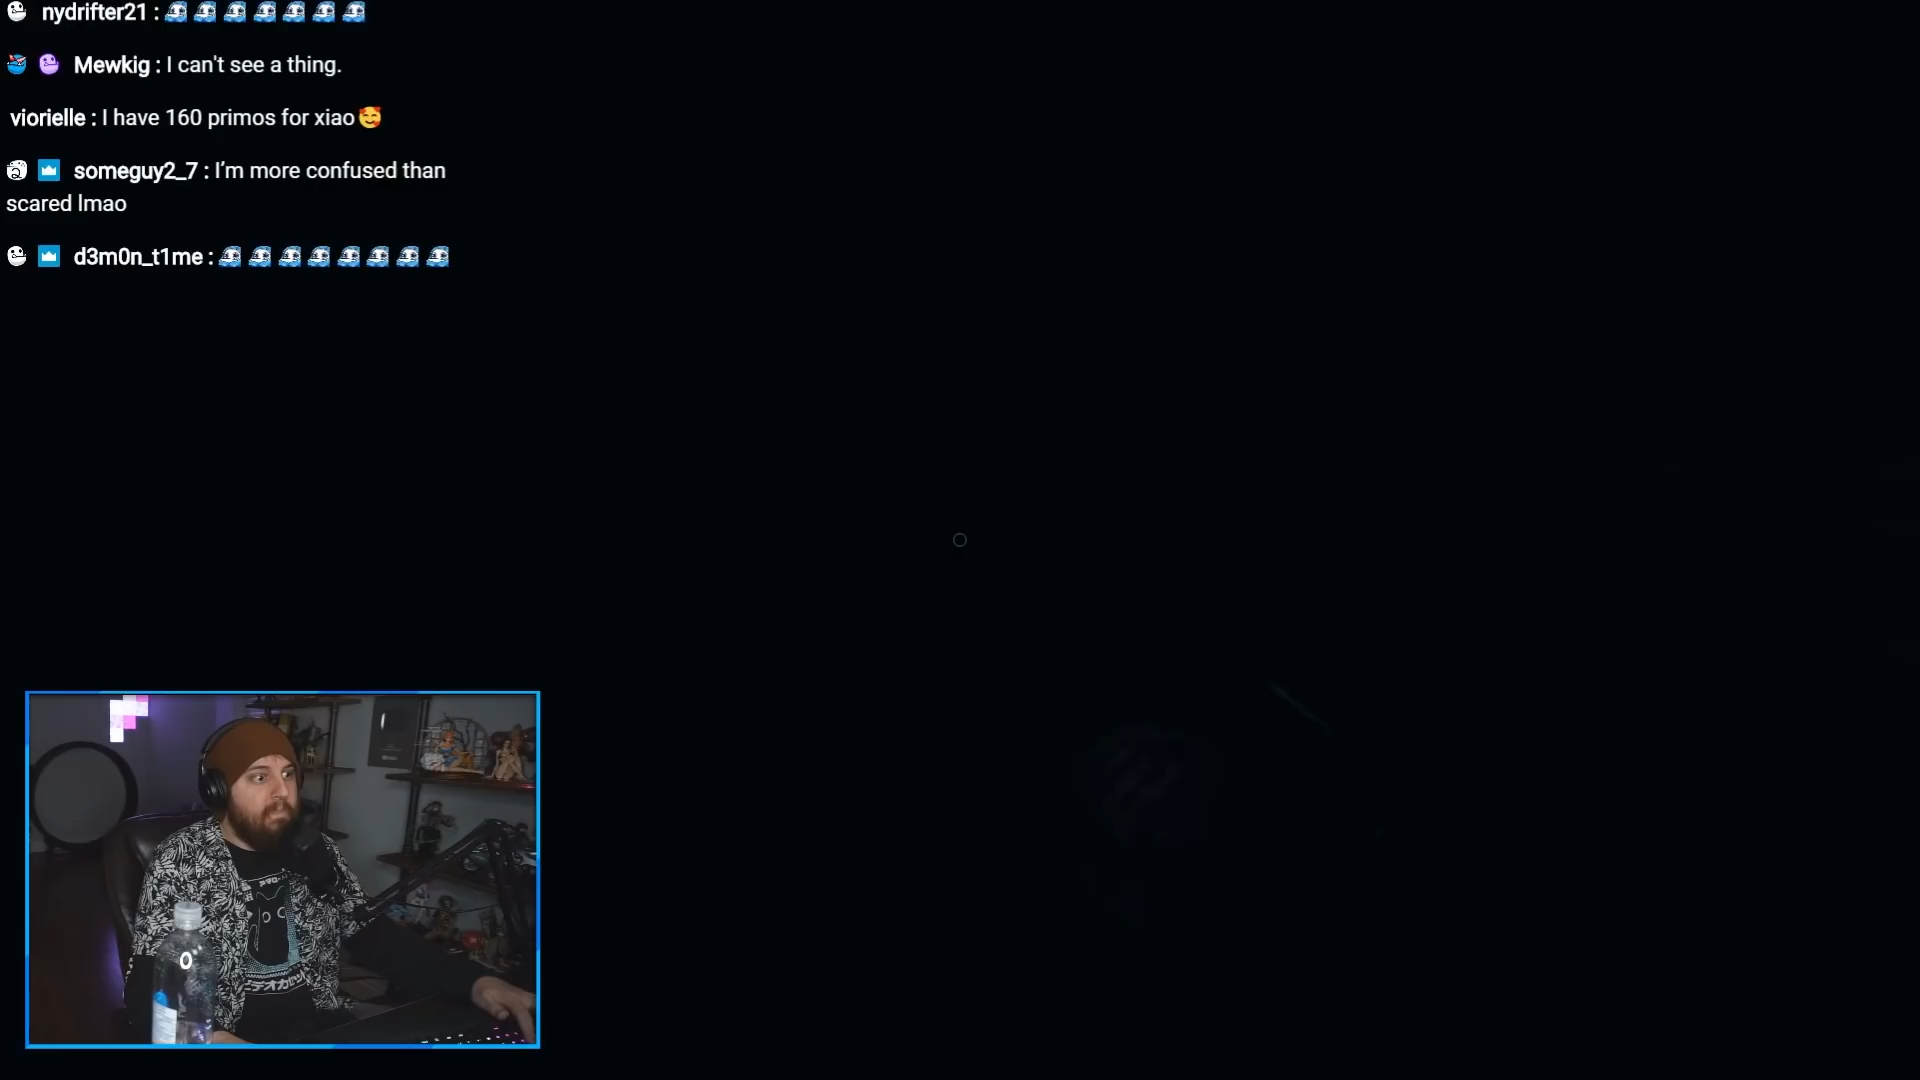 nydrifter21 :
Mewkig : I can't see a thing.
viorielle : I have 160 primos for xiao🥰
someguy2_7 : I’m more confused than
scared lmao
d3m0n_t1me :